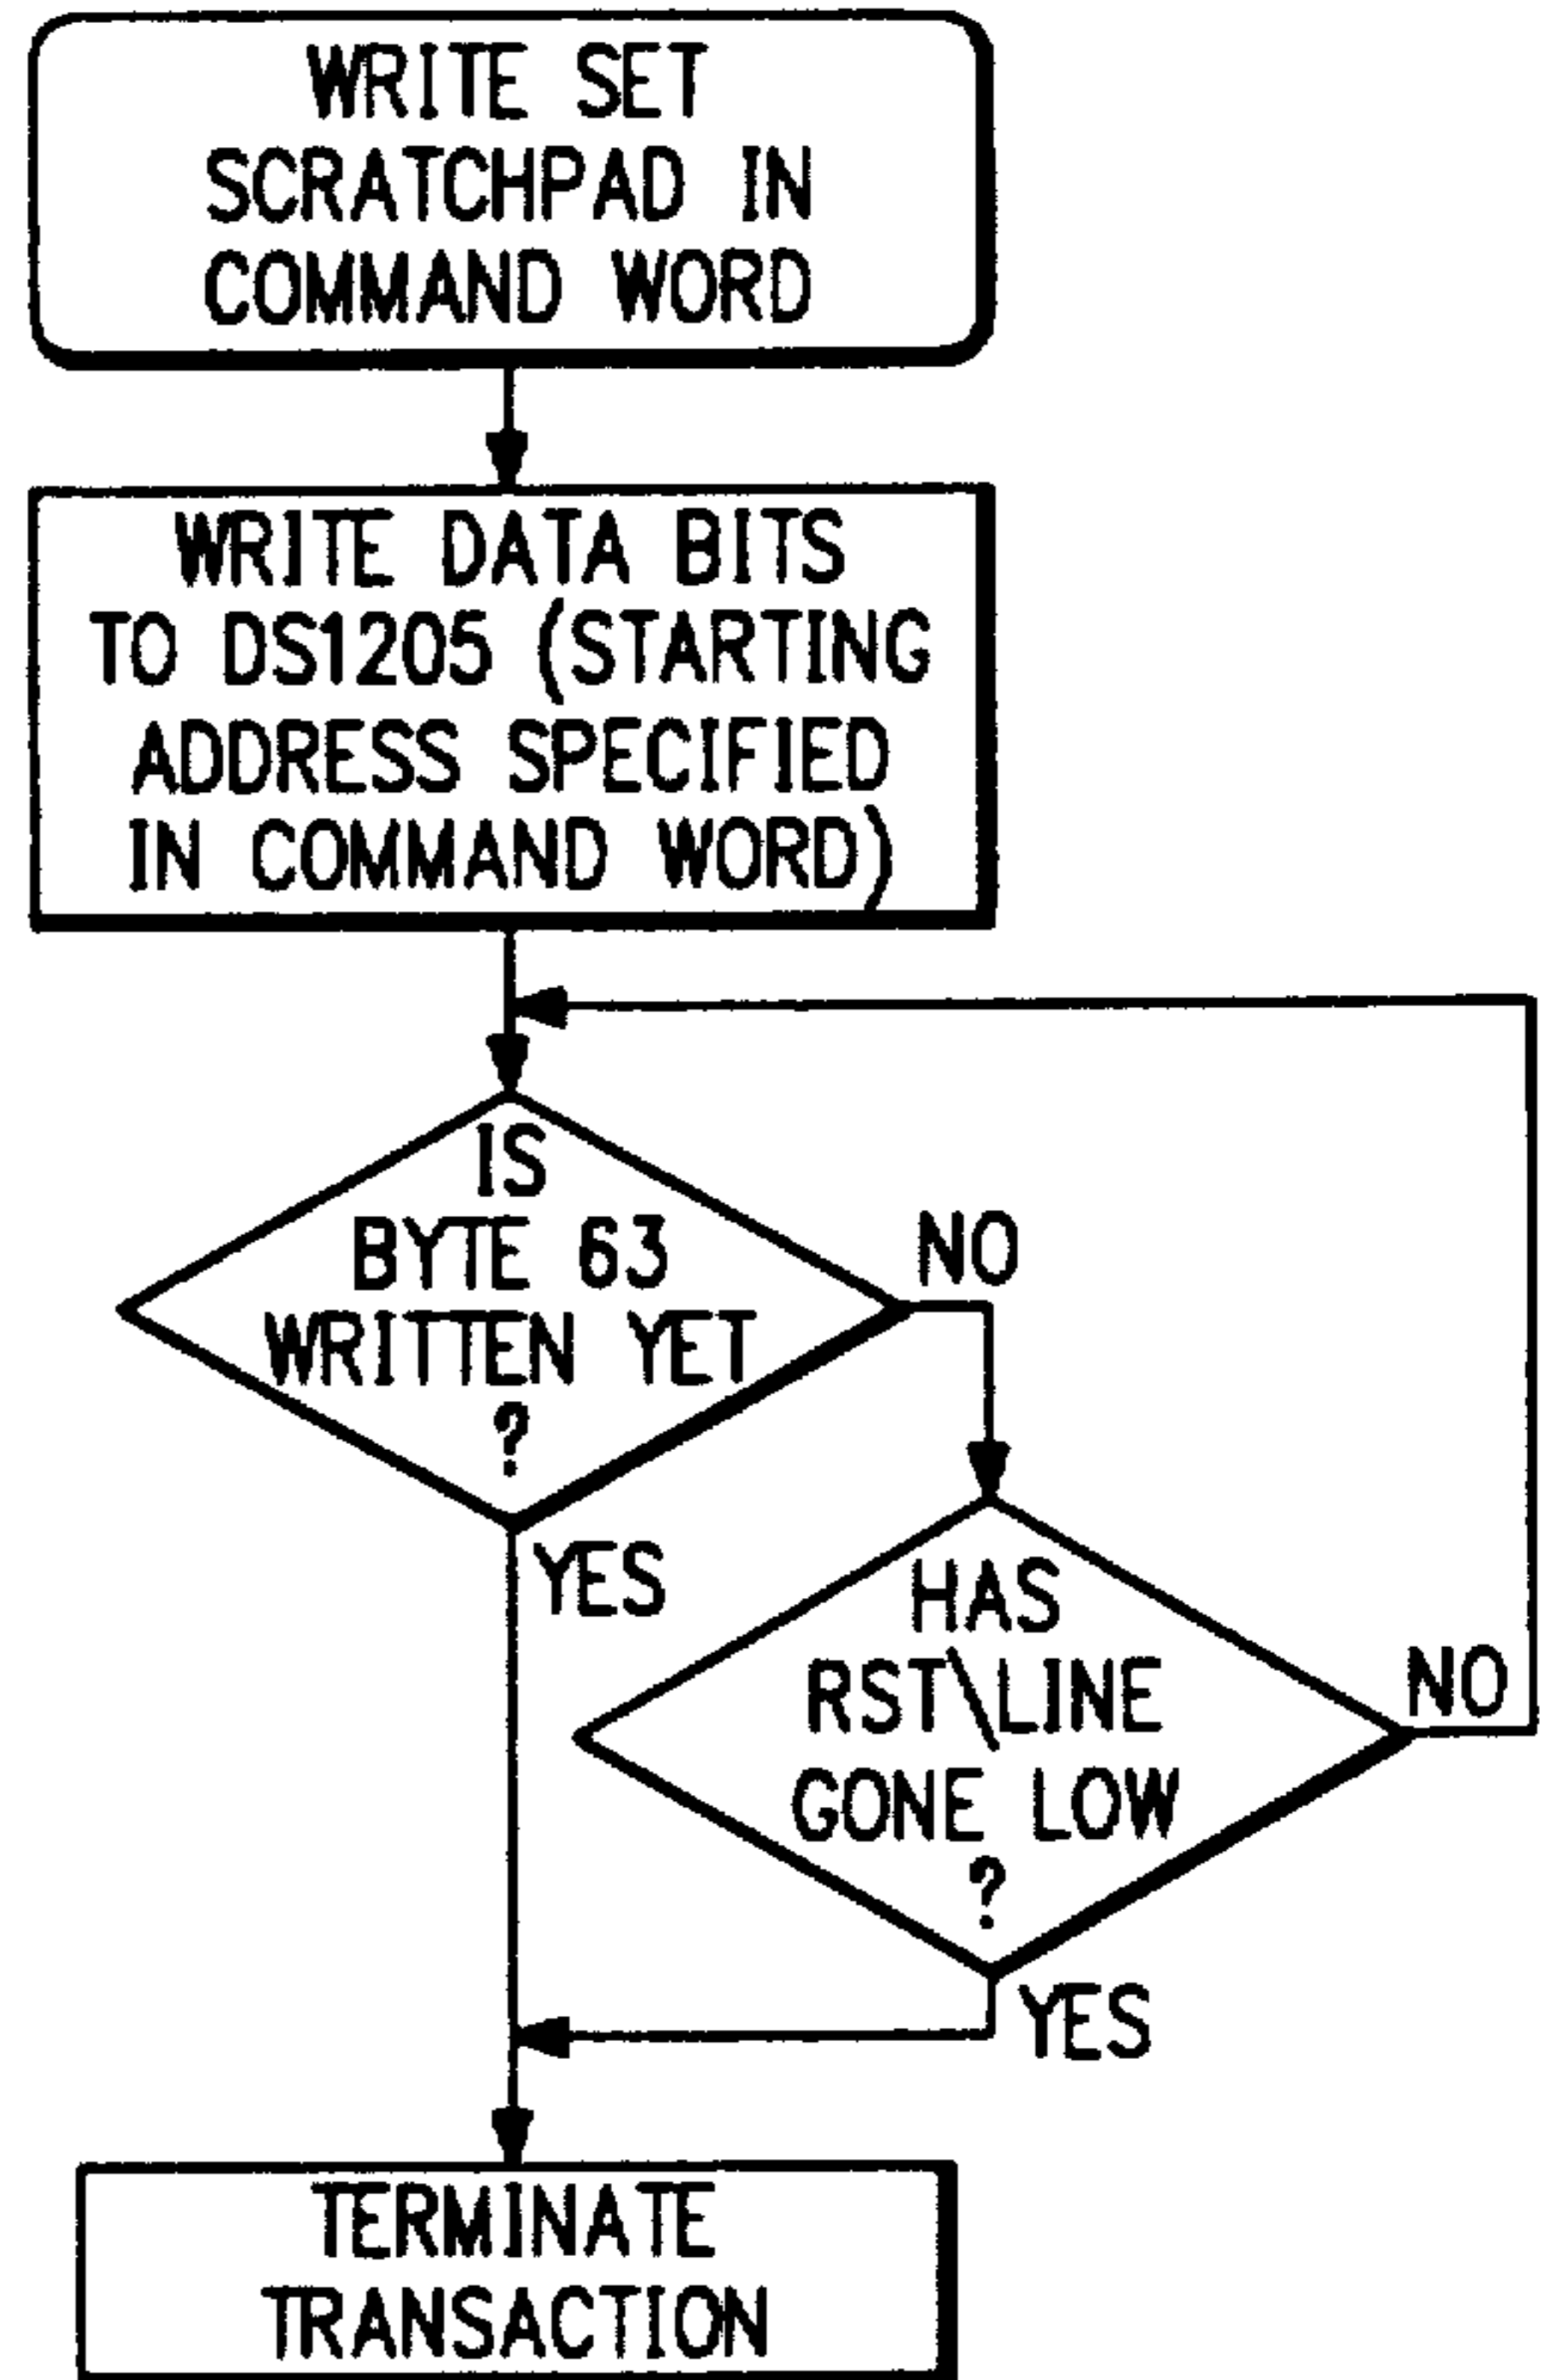 WRITE SET
SCRATCHPAD IN
COMMAND WORD
WRITE DATA BITS
TO DS1205 (STARTING
ADDRESS SPECIFIED
IN COMMAND WORD)
IS
BYTE 63
WRITTEN YET
?
NO
YES
HAS
RST\LINE
GONE LOW
?
NO
YES
TERMINATE
TRANSACTION